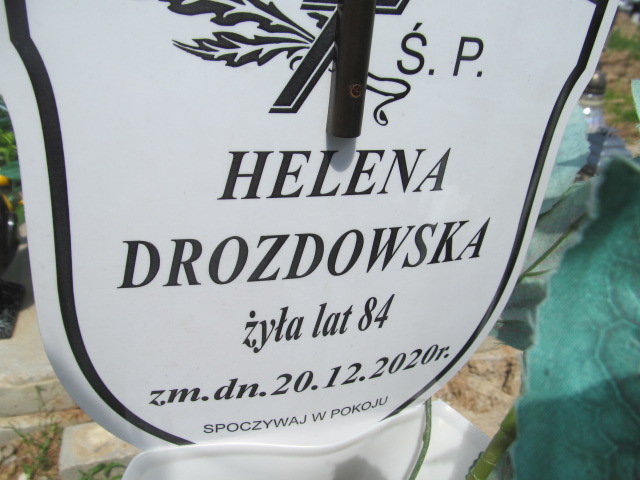 Ś. P.
HELENA
DROZDOWSKA
żyła lat 84
zm.dn.20.12.2020r.
SPOCZYWAJ W POKOJU